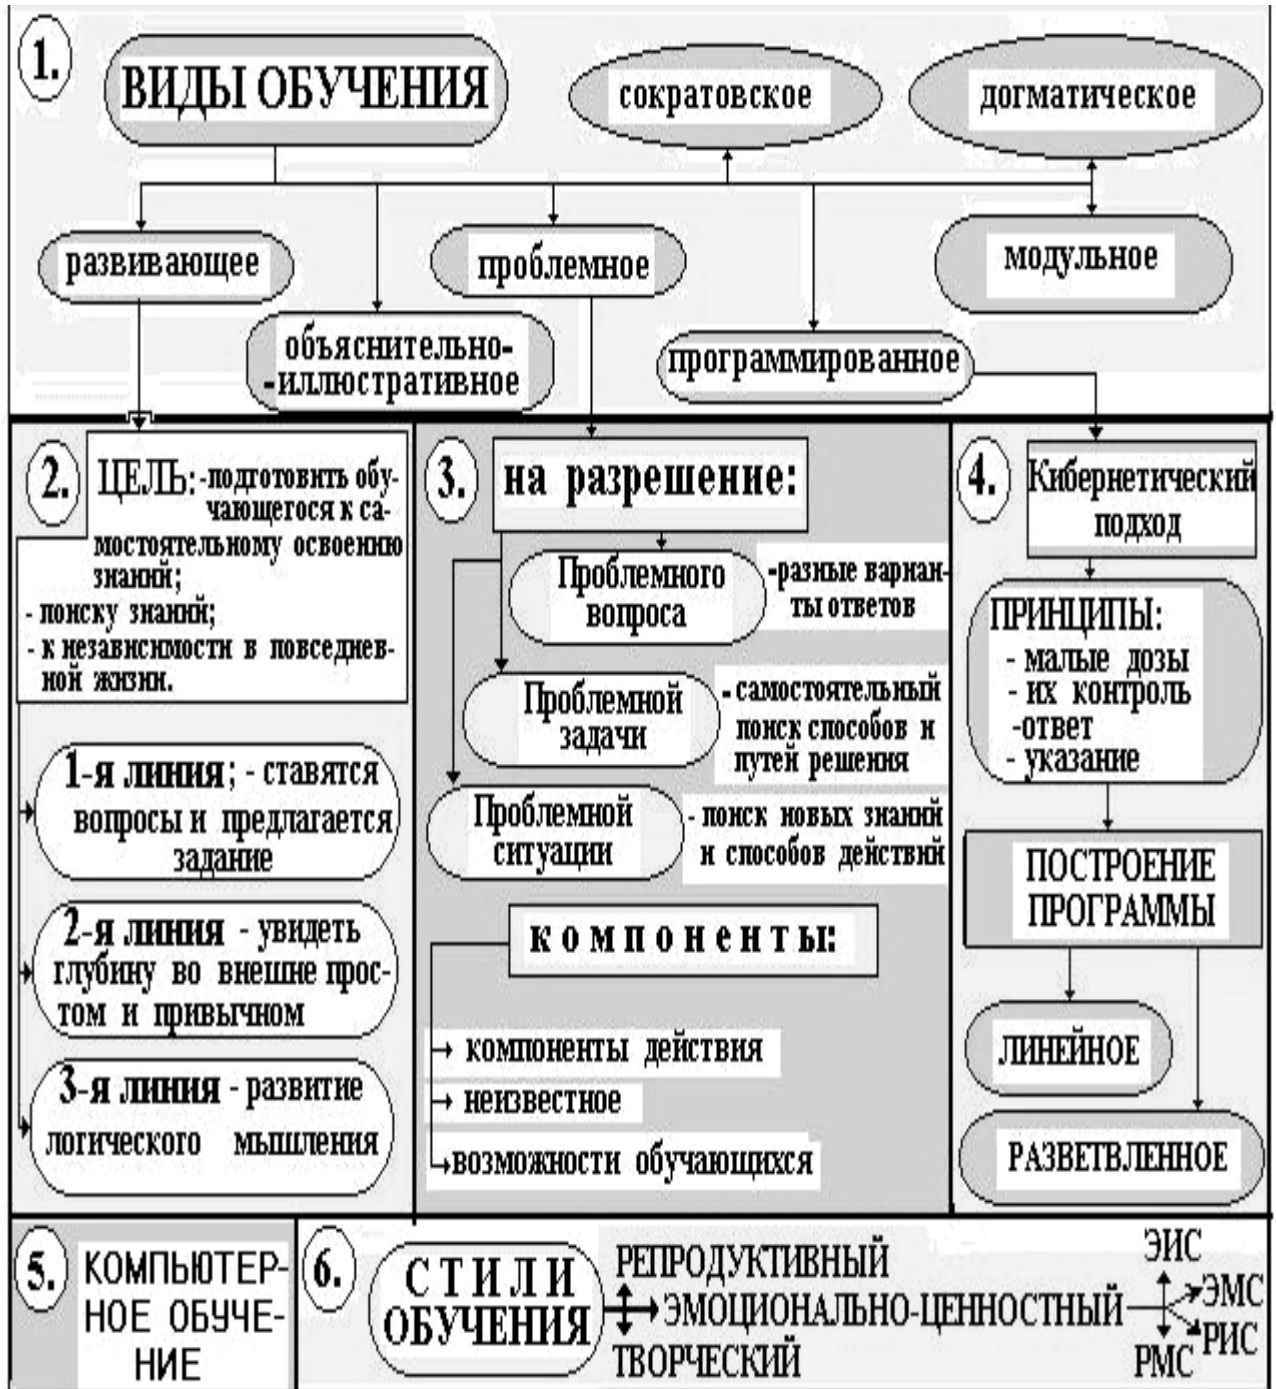 1.
ВИДЫ ОБУЧЕНИЯ
сократовское
догматическое
развивающее
проблемное
модульное
объяснительно-
-иллюстративное
программированное
2.
ЦЕЛЬ: -подготовить обу-
чающегося к са-
мостоятельному освоению
знаний;
- поиску знаний;
- к независимости в повседнев-
ной жизни.
1-я линия; - ставятся
вопросы и предлагается
задание
2-я линия - увидеть
глубину во внешне прос-
том и привычном
3-я линия - развитие
логического мышления
3.
на разрешение:
Проблемного
вопроса
-разные вариан-
ты ответов
Проблемной
задачи
- самостоятельный
поиск способов и
путей решения
Проблемной
ситуации
- поиск новых знаний
и способов действий
компоненты:
компоненты действия
неизвестное
возможности обучающихся
4.
Кибернетический
подход
ПРИНЦИПЫ:
- малые дозы
- их контроль
-ответ
- указание
ПОСТРОЕНИЕ
ПРОГРАММЫ
ЛИНЕЙНОЕ
РАЗВЕТВЛЕННОЕ
5.
КОМПЬЮТЕР-
НОЕ ОБУЧЕ-
НИЕ
6.
СТИЛИ
ОБУЧЕНИЯ
РЕПРОДУКТИВНЫЙ
ЭМОЦИОНАЛЬНО-ЦЕННОСТНЫЙ
ТВОРЧЕСКИЙ
ЭИС
ЭМС
РИС
РМС